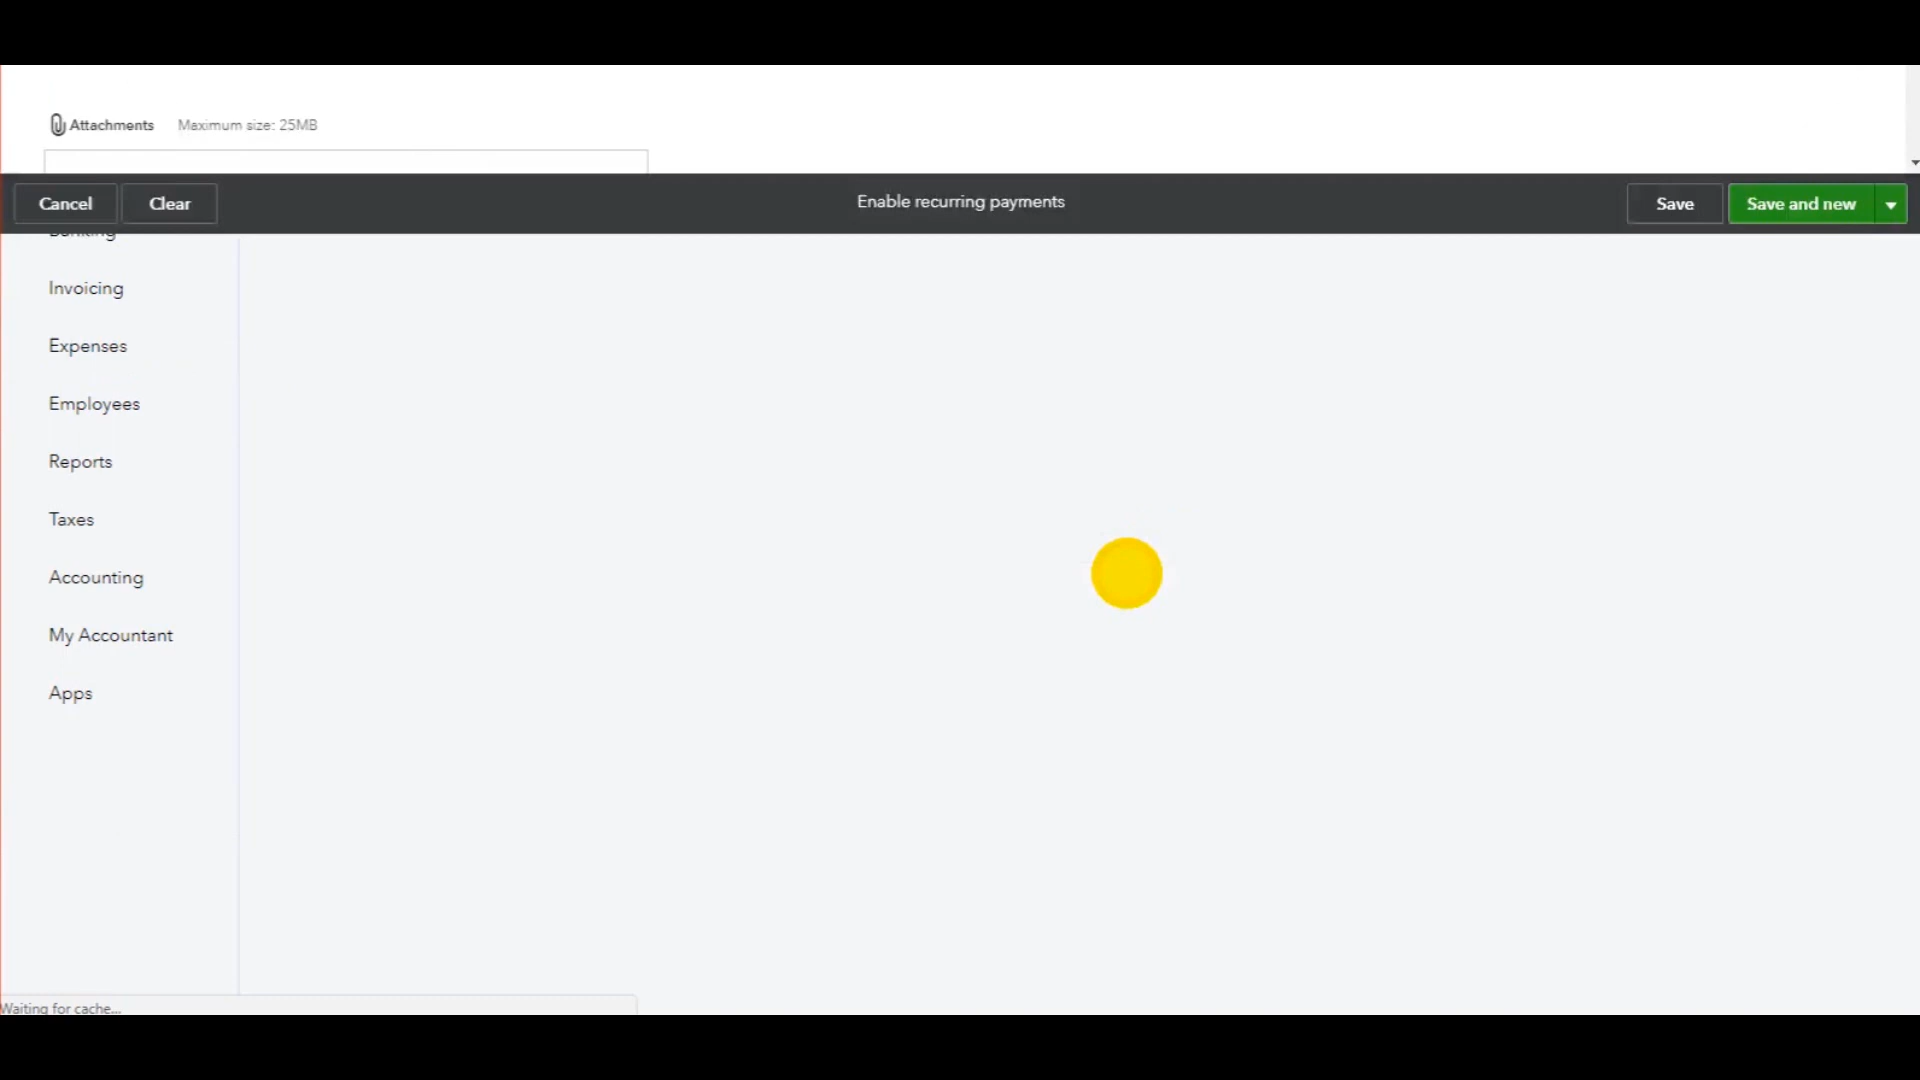 Attachments Maximum size: 25MB
Cancel Clear Enable recurring payments Save Save and new
Banking
Invoicing
Expenses
Employees
Reports
Taxes
Accounting
My Accountant
Apps
Waiting for cache...